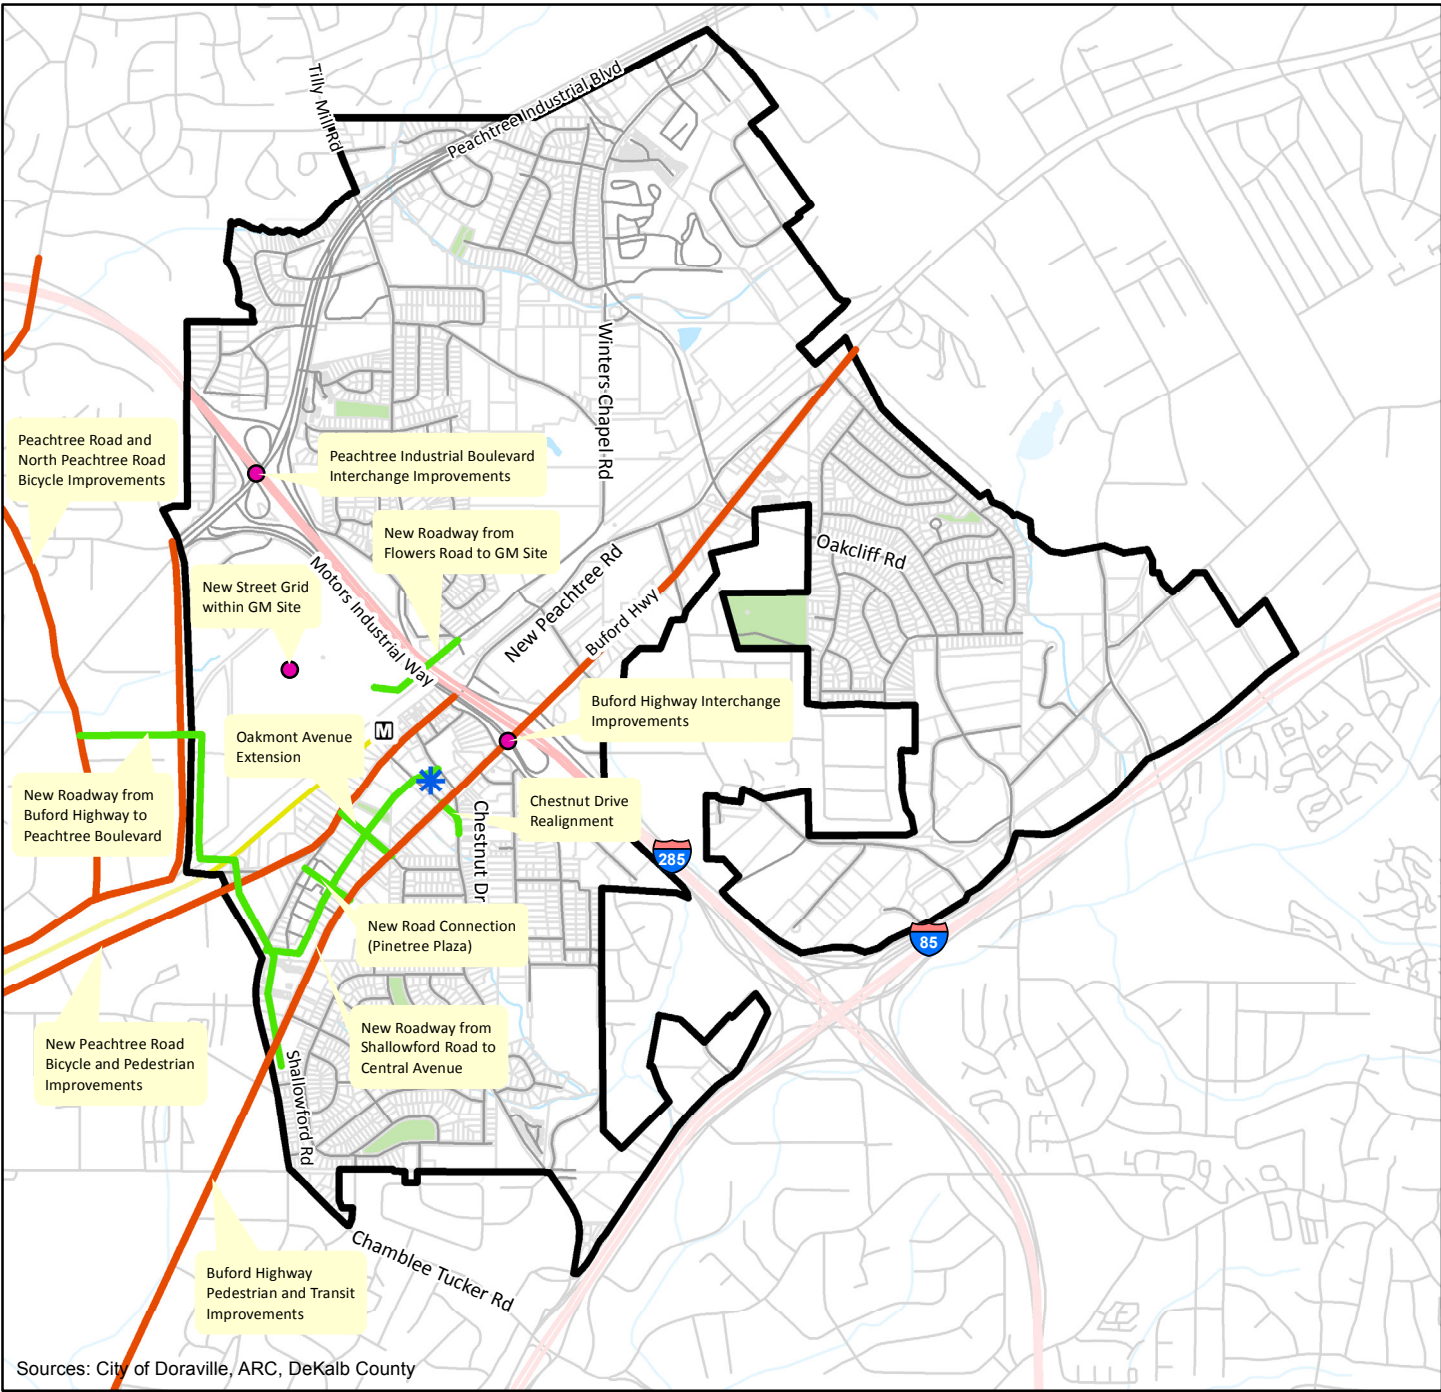 Tilly Mill Rd
Peachtree Industrial Blvd
Winters Chapel Rd
Peachtree Road and
North Peachtree Road
Bicycle Improvements
Peachtree Industrial Boulevard
Interchange Improvements
New Roadway from
Flowers Road to GM Site
Oakcliff Rd
New Street Grid
within GM Site
Motors Industrial Way
New Peachtree Rd
Buford Hwy
Buford Highway Interchange
Improvements
M
Oakmont Avenue
Extension
New Roadway from
Buford Highway to
Peachtree Boulevard
Chestnut Drive
Realignment
Chestnut Dr
285
85
New Road Connection
(Pinetree Plaza)
New Roadway from
Shallowford Road to
Central Avenue
New Peachtree Road
Bicycle and Pedestrian
Improvements
Shallowford Rd
Chamblee Tucker Rd
Buford Highway
Pedestrian and Transit
Improvements
Sources: City of Doraville, ARC, DeKalb County